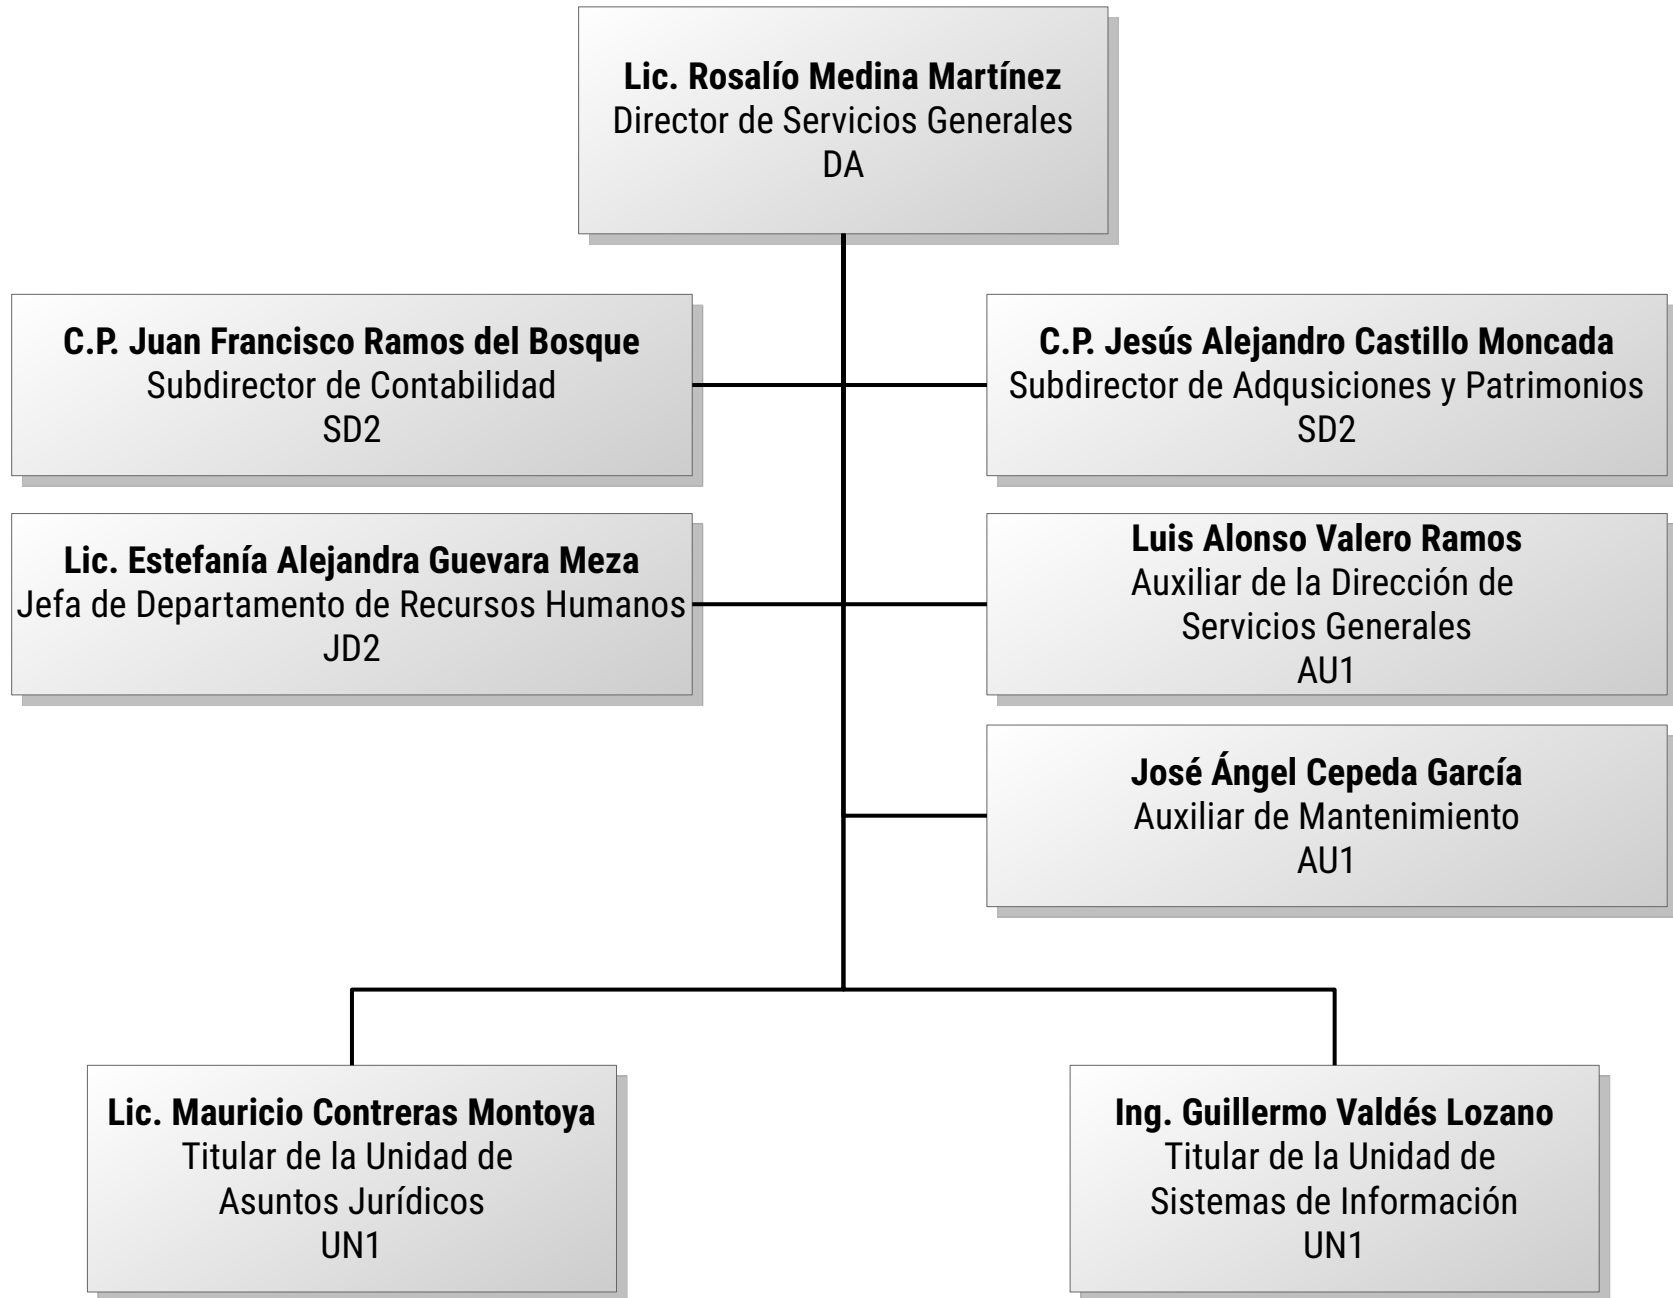 Lic. Rosalío Medina Martínez
Director de Servicios Generales
DA
C.P. Juan Francisco Ramos del Bosque
Subdirector de Contabilidad
SD2
C.P. Jesús Alejandro Castillo Moncada
Subdirector de Adqusiciones y Patrimonios
SD2
Lic. Estefanía Alejandra Guevara Meza
Jefa de Departamento de Recursos Humanos
JD2
Luis Alonso Valero Ramos
Auxiliar de la Dirección de
Servicios Generales
AU1
José Ángel Cepeda García
Auxiliar de Mantenimiento
AU1
Lic. Mauricio Contreras Montoya
Titular de la Unidad de
Asuntos Jurídicos
UN1
Ing. Guillermo Valdés Lozano
Titular de la Unidad de
Sistemas de Información
UN1